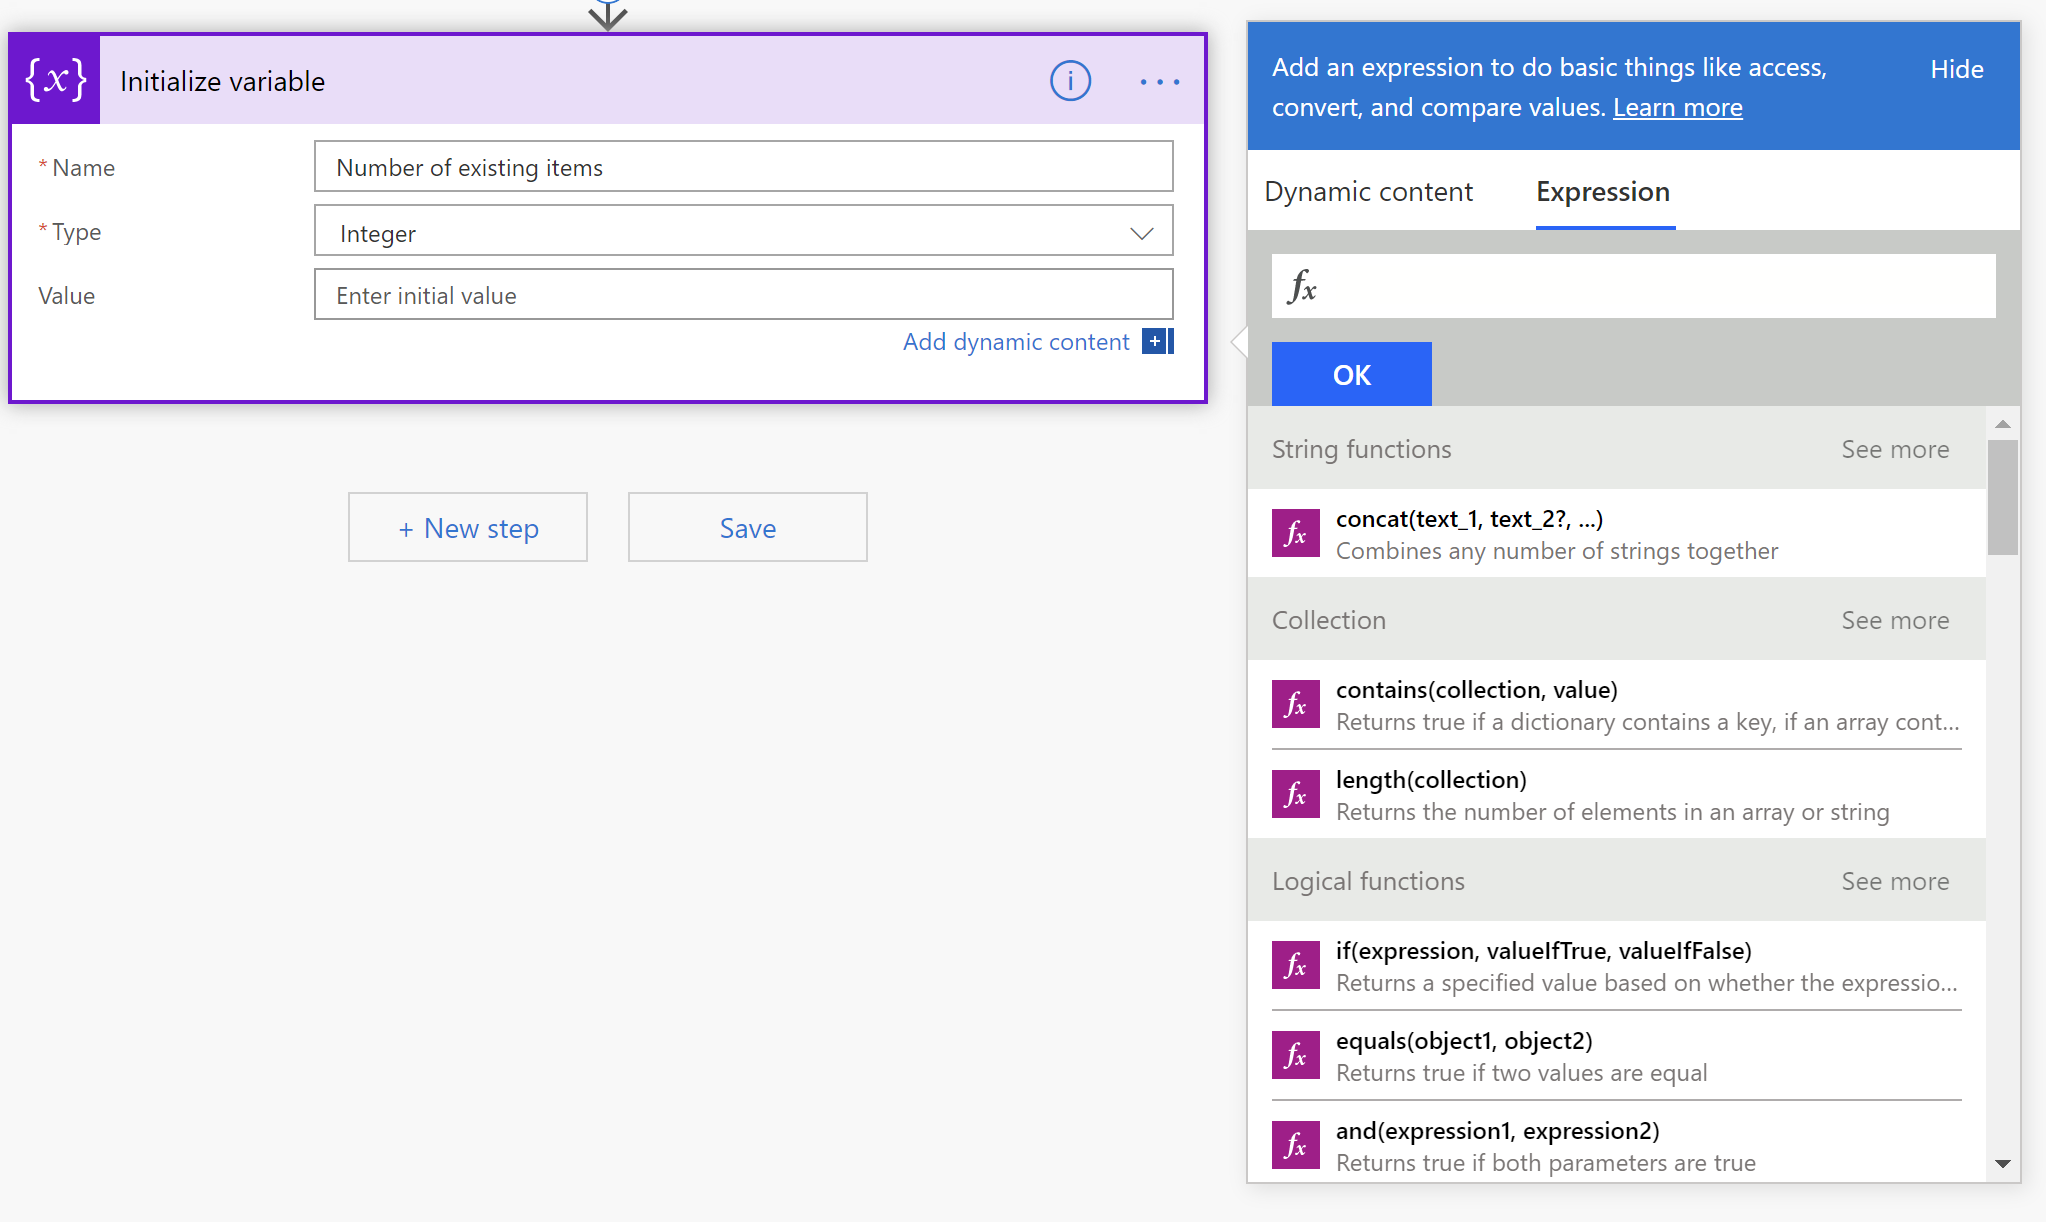 {x} Initialize variable
* Name Number of existing items
* Type Integer
Value Enter initial value
Add dynamic content
+ New step Save
Add an expression to do basic things like access,
convert, and compare values. Learn more
Hide
Dynamic content Expression
fx
OK
String functions See more
fx concat(text_1, text_2?, ...)
Combines any number of strings together
Collection See more
fx contains(collection, value)
Returns true if a dictionary contains a key, if an array cont...
fx length(collection)
Returns the number of elements in an array or string
Logical functions See more
fx if(expression, valueIfTrue, valueIfFalse)
Returns a specified value based on whether the expressio...
fx equals(object1, object2)
Returns true if two values are equal
fx and(expression1, expression2)
Returns true if both parameters are true